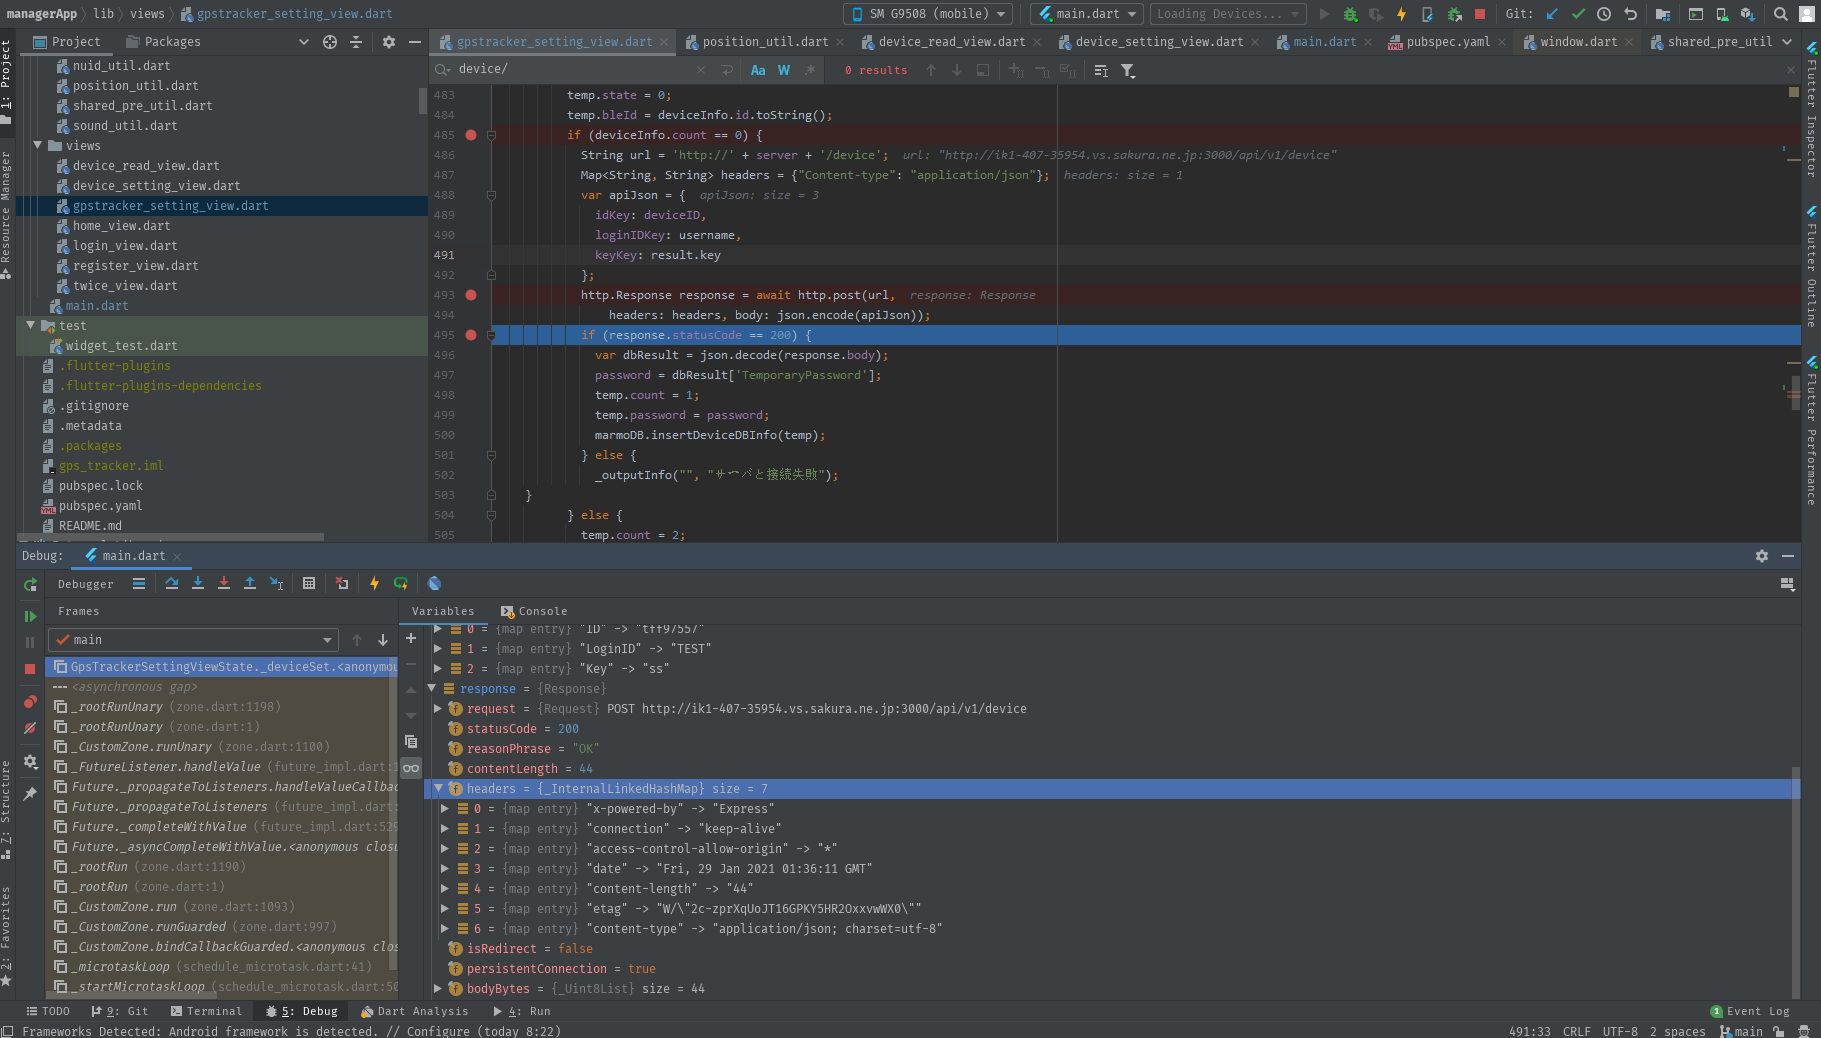 managerApp lib views gpstracker_setting_view.dart SM G9508 (mobile) main.dart Loading Devices... Git:
Project Packages
gpstracker_setting_view.dart position_util.dart device_read_view.dart device_setting_view.dart main.dart pubspec.yaml window.dart shared_pre_util
device/ Aa W .* 0 results
1: Project
Resource Manager
7: Structure
2: Favorites
Flutter Inspector
Flutter Outline
Flutter Performance
nuid_util.dart
position_util.dart
shared_pre_util.dart
sound_util.dart
views
device_read_view.dart
device_setting_view.dart
gpstracker_setting_view.dart
home_view.dart
login_view.dart
register_view.dart
twice_view.dart
main.dart
test
widget_test.dart
.flutter-plugins
.flutter-plugins-dependencies
.gitignore
.metadata
.packages
gps_tracker.iml
pubspec.lock
pubspec.yaml
README.md
483 temp.state = 0;
484 temp.bleId = deviceInfo.id.toString();
485 if (deviceInfo.count == 0) {
486 String url = 'http://' + server + '/device'; url: "http://ik1-407-35954.vs.sakura.ne.jp:3000/api/v1/device"
487 Map<String, String> headers = {"Content-type": "application/json"}; headers: size = 1
488 var apiJson = { apiJson: size = 3
489 idKey: deviceID,
490 loginIDKey: username,
491 keyKey: result.key
492 };
493 http.Response response = await http.post(url, response: Response
494 headers: headers, body: json.encode(apiJson));
495 if (response.statusCode == 200) {
496 var dbResult = json.decode(response.body);
497 password = dbResult['TemporaryPassword'];
498 temp.count = 1;
499 temp.password = password;
500 marmoDB.insertDeviceDBInfo(temp);
501 } else {
502 _outputInfo("", "サーバと接続失敗");
503 }
504 } else {
505 temp.count = 2;
Debug: main.dart
Debugger
Frames
main
GpsTrackerSettingViewState._deviceSet.<anonymou
<asynchronous gap>
_rootRunUnary (zone.dart:1198)
_rootRunUnary (zone.dart:1)
_CustomZone.runUnary (zone.dart:1100)
_FutureListener.handleValue (future_impl.dart:1
Future._propagateToListeners.handleValueCallbac
Future._propagateToListeners (future_impl.dart:
Future._completeWithValue (future_impl.dart:529
Future._asyncCompleteWithValue.<anonymous closu
_rootRun (zone.dart:1190)
_rootRun (zone.dart:1)
_CustomZone.run (zone.dart:1093)
_CustomZone.runGuarded (zone.dart:997)
_CustomZone.bindCallbackGuarded.<anonymous clos
_microtaskLoop (schedule_microtask.dart:41)
_startMicrotaskLoop (schedule_microtask.dart:50
Variables Console
0 = {map entry} "ID" -> "tff97557"
1 = {map entry} "LoginID" -> "TEST"
2 = {map entry} "Key" -> "ss"
response = {Response}
request = {Request} POST http://ik1-407-35954.vs.sakura.ne.jp:3000/api/v1/device
statusCode = 200
reasonPhrase = "OK"
contentLength = 44
headers = {_InternalLinkedHashMap} size = 7
0 = {map entry} "x-powered-by" -> "Express"
1 = {map entry} "connection" -> "keep-alive"
2 = {map entry} "access-control-allow-origin" -> "*"
3 = {map entry} "date" -> "Fri, 29 Jan 2021 01:36:11 GMT"
4 = {map entry} "content-length" -> "44"
5 = {map entry} "etag" -> "W/\"2c-zprXqUoJT16GPKY5HR2OxxvwWX0\""
6 = {map entry} "content-type" -> "application/json; charset=utf-8"
isRedirect = false
persistentConnection = true
bodyBytes = {_Uint8List} size = 44
TODO 9: Git Terminal 5: Debug Dart Analysis 4: Run 1 Event Log
Frameworks Detected: Android framework is detected. // Configure (today 8:22) 491:33 CRLF UTF-8 2 spaces main